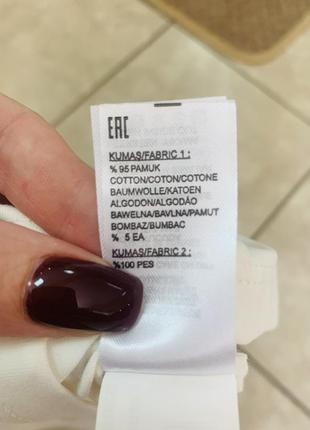 EAC
KUMAS/FABRIC 1 :
% 95 PAMUK
COTTON/COTON/COTONE
BAUMWOLLE/KATOEN
ALGODON/ALGODÃO
BAWELNA/BAVLNA/PAMUT
BOMBAZ/BUMBAC
% 5 EA
KUMAS/FABRIC 2 :
%100 PES